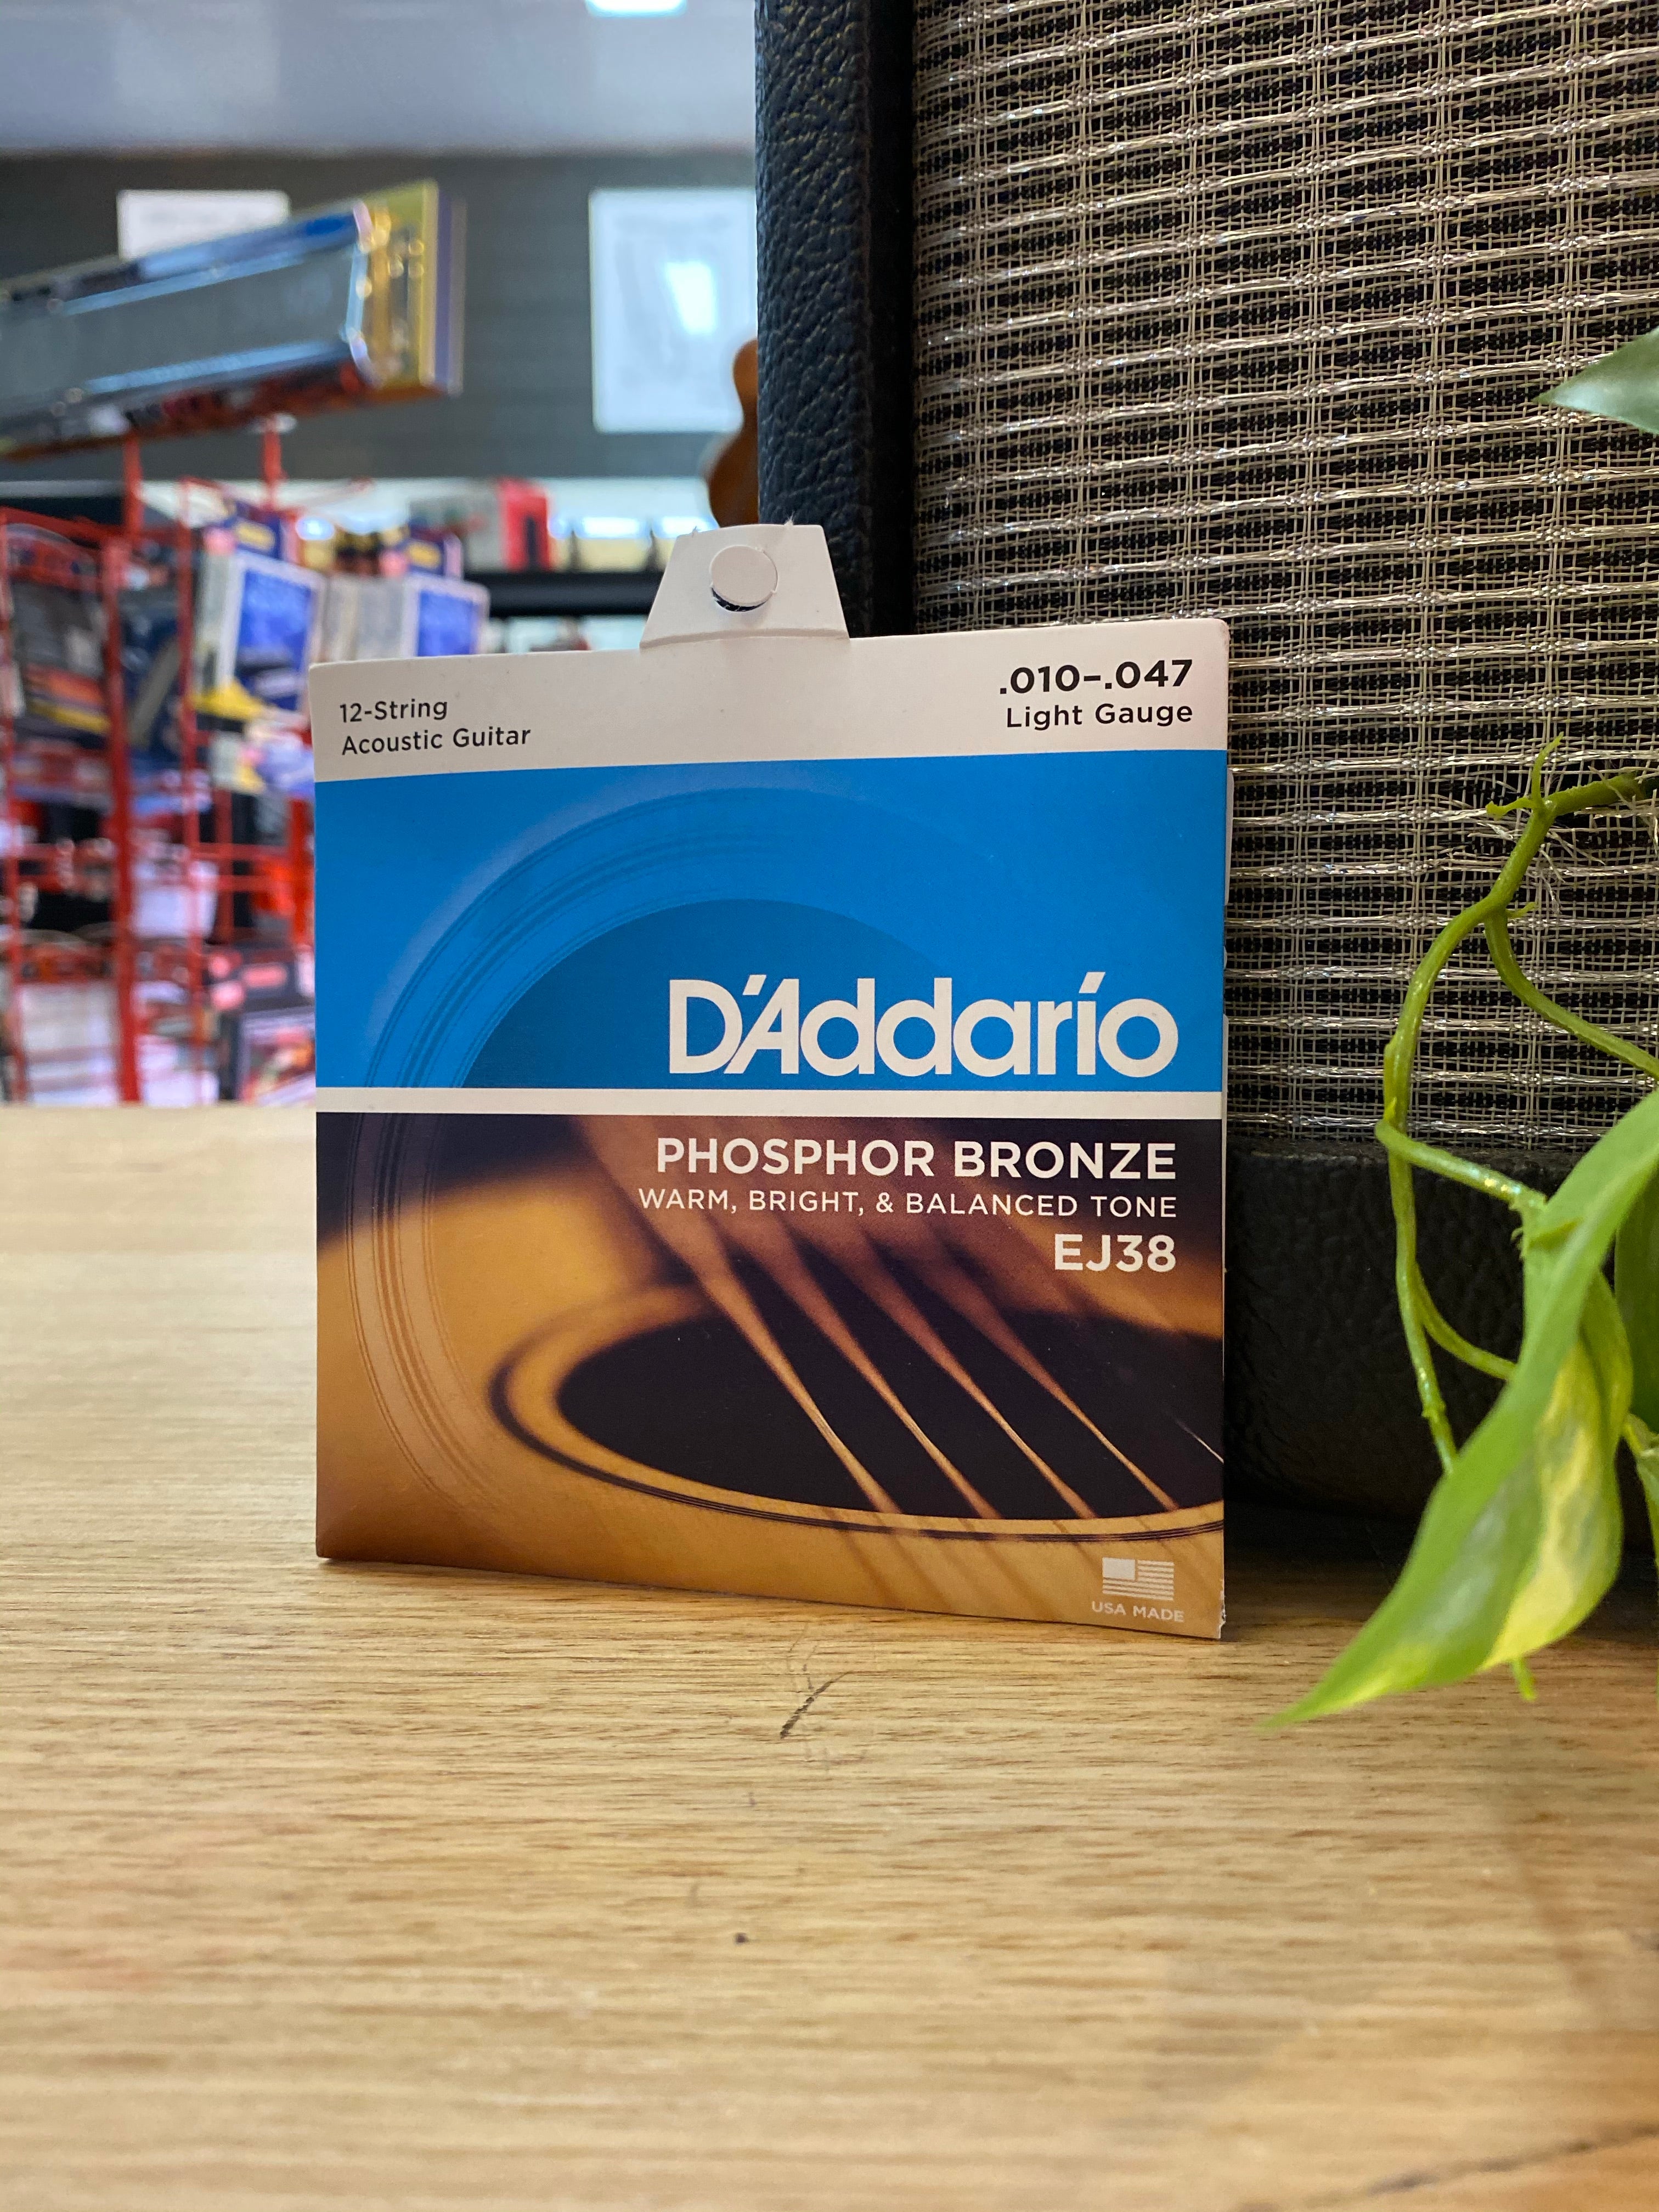 12-String
Acoustic Guitar
.010–.047
Light Gauge
D'Addario
PHOSPHOR BRONZE
WARM, BRIGHT, & BALANCED TONE
EJ38
USA MADE